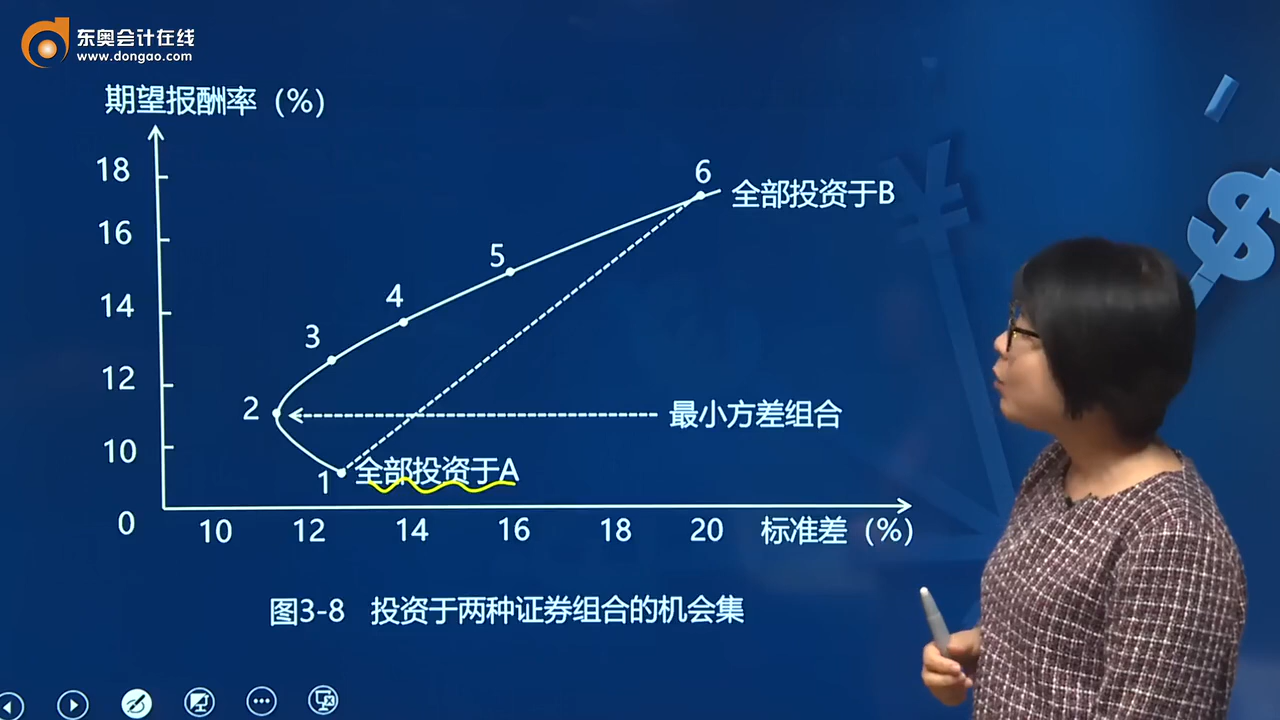 东奥会计在线
www.dongao.com
期望报酬率（%）
18
16
14
12
10
0
10 12 14 16 18 20 标准差（%）
6 全部投资于B
5
4
3
2 最小方差组合
1 全部投资于A
图3-8 投资于两种证券组合的机会集